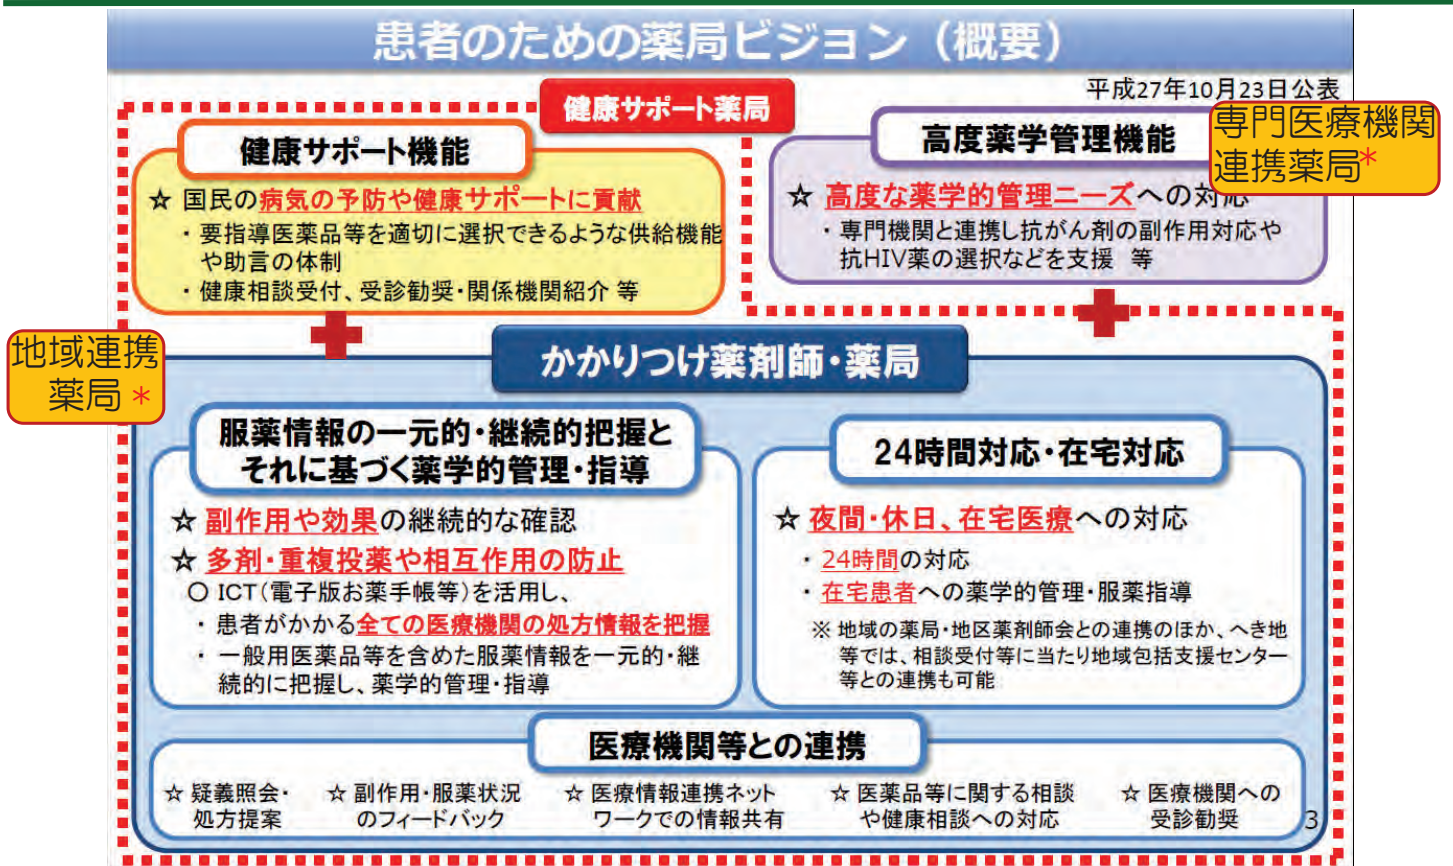 患者のための薬局ビジョン（概要）
平成27年10月23日公表
健康サポート薬局
健康サポート機能
☆ 国民の病気の予防や健康サポートに貢献
・要指導医薬品等を適切に選択できるような供給機能
や助言の体制
・健康相談受付、受診勧奨・関係機関紹介 等
高度薬学管理機能
専門医療機関
連携薬局*
☆ 高度な薬学的管理ニーズへの対応
・専門機関と連携し抗がん剤の副作用対応や
抗HIV薬の選択などを支援 等
地域連携
薬局*
かかりつけ薬剤師・薬局
服薬情報の一元的・継続的把握と
それに基づく薬学的管理・指導
☆ 副作用や効果の継続的な確認
☆ 多剤・重複投薬や相互作用の防止
○ ICT（電子版お薬手帳等）を活用し、
・患者がかかる全ての医療機関の処方情報を把握
・一般用医薬品等を含めた服薬情報を一元的・継
続的に把握し、薬学的管理・指導
24時間対応・在宅対応
☆ 夜間・休日、在宅医療への対応
・24時間の対応
・在宅患者への薬学的管理・服薬指導
※ 地域の薬局・地区薬剤師会との連携のほか、へき地
等では、相談受付等に当たり地域包括支援センター
等との連携も可能
医療機関等との連携
☆ 疑義照会・
処方提案
☆ 副作用・服薬状況
のフィードバック
☆ 医療情報連携ネット
ワークでの情報共有
☆ 医薬品等に関する相談
や健康相談への対応
☆ 医療機関への
受診勧奨
3